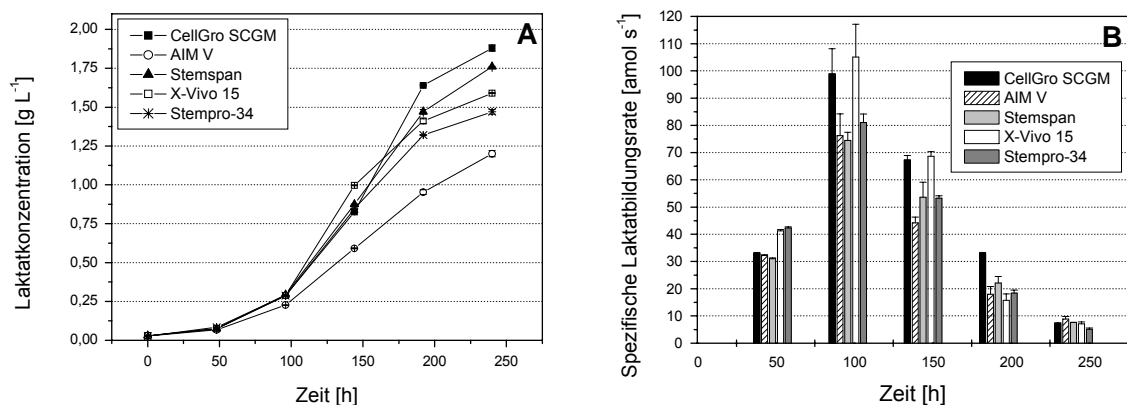 A
CellGro SCGM
AIM V
Stemspan
X-Vivo 15
Stempro-34
Laktatkonzentration [g L⁻¹]
2,00
1,75
1,50
1,25
1,00
0,75
0,50
0,25
0,00
0 50 100 150 200 250
Zeit [h]
B
CellGro SCGM
AIM V
Stemspan
X-Vivo 15
Stempro-34
Spezifische Laktatbildungsrate [amol s⁻¹]
120
110
100
90
80
70
60
50
40
30
20
10
0
0 50 100 150 200 250
Zeit [h]